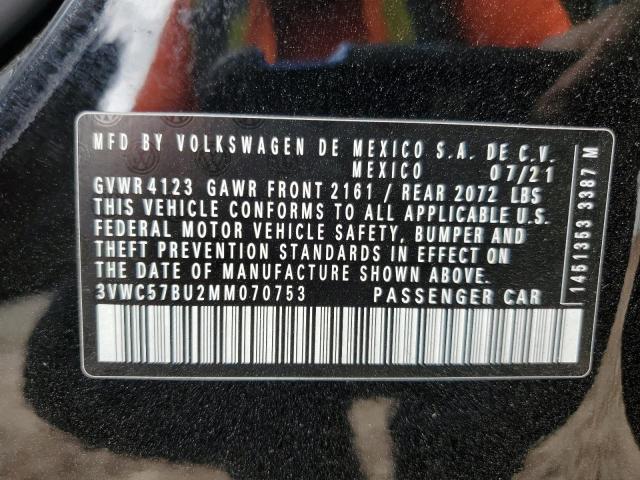 MFD BY VOLKSWAGEN DE MEXICO S.A. DE C.V.
MEXICO 07/21
GVWR 4123 GAWR FRONT 2161 / REAR 2072 LBS
THIS VEHICLE CONFORMS TO ALL APPLICABLE U.S.
FEDERAL MOTOR VEHICLE SAFETY, BUMPER AND
THEFT PREVENTION STANDARDS IN EFFECT ON
THE DATE OF MANUFACTURE SHOWN ABOVE.
3VWC57BU2MM070753 PASSENGER CAR
1451353 3387 M